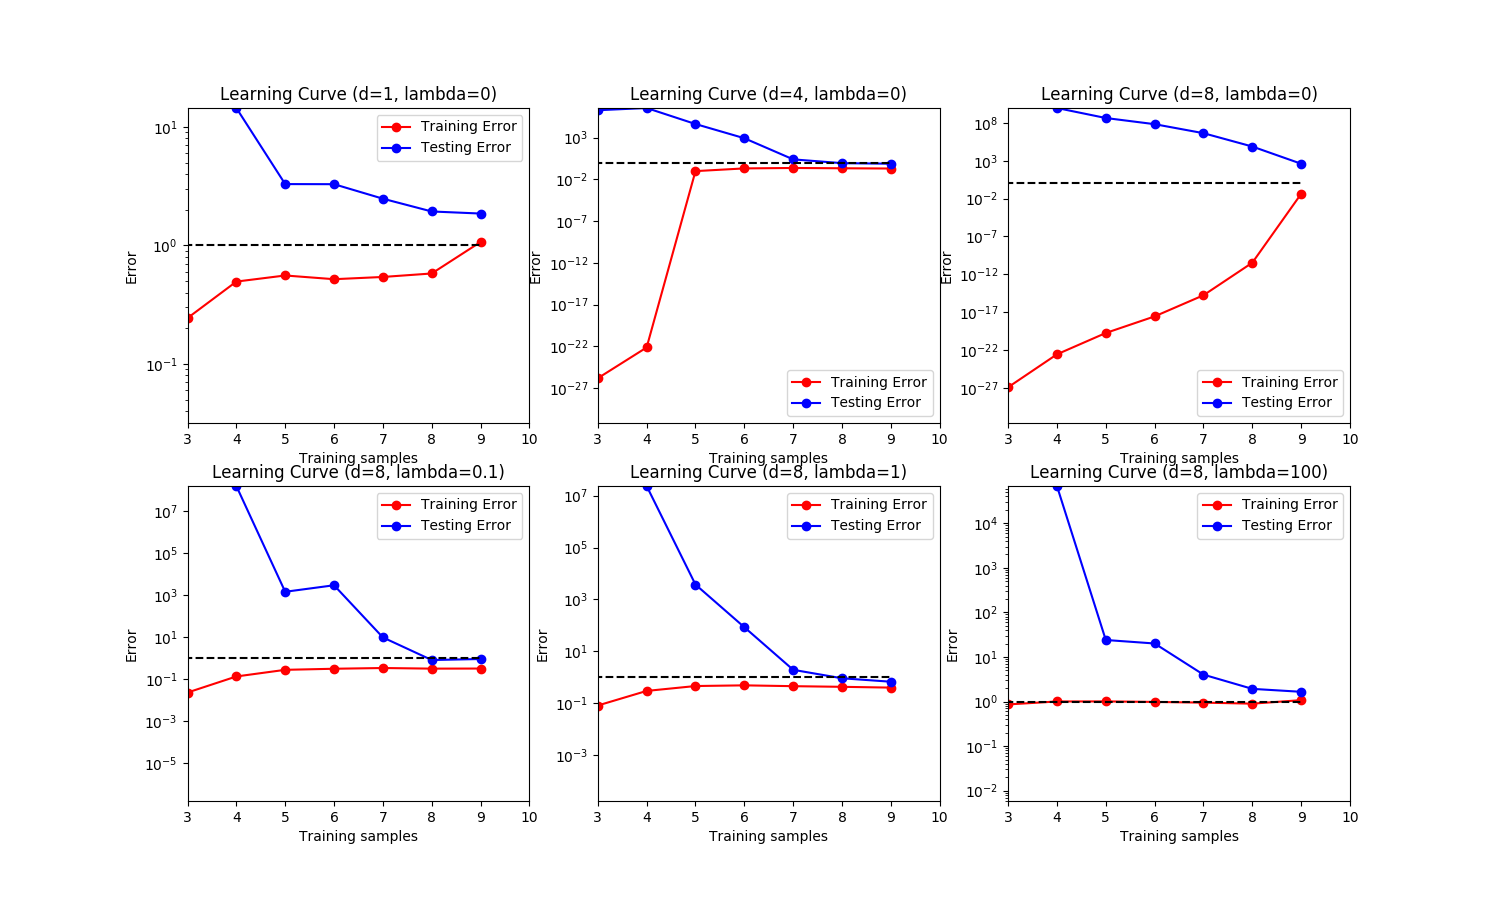 Learning Curve (d=1, lambda=0)
10^1
10^0
10^-1
Error
Training Error
Testing Error
3 4 5 6 7 8 9 10
Training samples
Learning Curve (d=4, lambda=0)
10^3
10^-2
10^-7
10^-12
10^-17
10^-22
10^-27
Error
Training Error
Testing Error
3 4 5 6 7 8 9 10
Training samples
Learning Curve (d=8, lambda=0)
10^8
10^3
10^-2
10^-7
10^-12
10^-17
10^-22
10^-27
Error
Training Error
Testing Error
3 4 5 6 7 8 9 10
Training samples
Learning Curve (d=8, lambda=0.1)
10^7
10^5
10^3
10^1
10^-1
10^-3
10^-5
Error
Training Error
Testing Error
3 4 5 6 7 8 9 10
Training samples
Learning Curve (d=8, lambda=1)
10^7
10^5
10^3
10^1
10^-1
10^-3
Error
Training Error
Testing Error
3 4 5 6 7 8 9 10
Training samples
Learning Curve (d=8, lambda=100)
10^4
10^3
10^2
10^1
10^0
10^-1
10^-2
Error
Training Error
Testing Error
3 4 5 6 7 8 9 10
Training samples